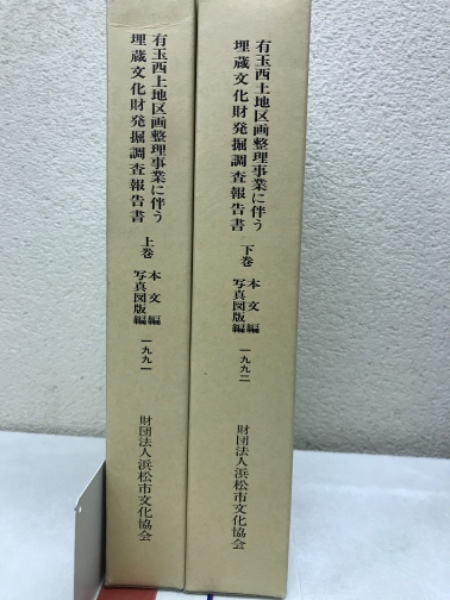 有玉西土地区画整理事業に伴う
埋蔵文化財発掘調査報告書
上巻
本文編
写真図版編
一九九一
財団法人浜松市文化協会
有玉西土地区画整理事業に伴う
埋蔵文化財発掘調査報告書
下巻
本文編
写真図版編
一九九二
財団法人浜松市文化協会